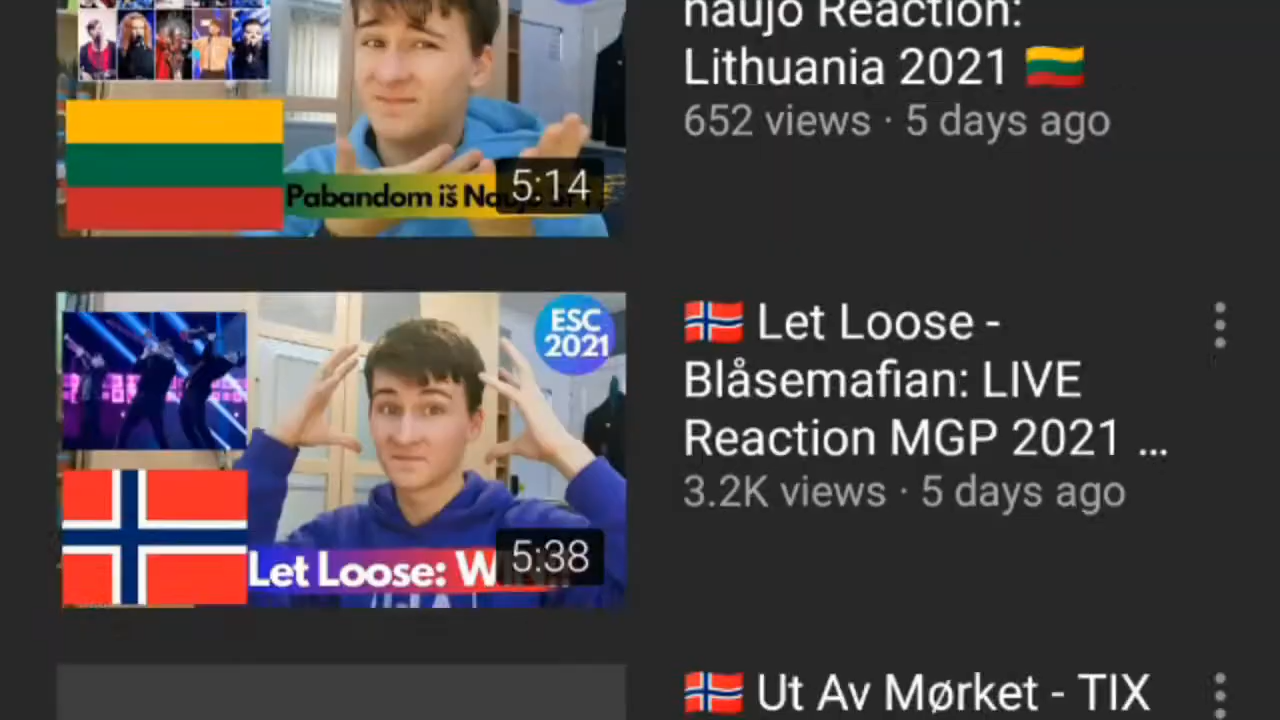 naujo Reaction:
Lithuania 2021 🇱🇹
652 views · 5 days ago
Pabandom iš
5:14
🇳🇴 Let Loose -
Blåsemafian: LIVE
Reaction MGP 2021 ...
3.2K views · 5 days ago
ESC
2021
Let Loose:
5:38
🇳🇴 Ut Av Mørket - TIX